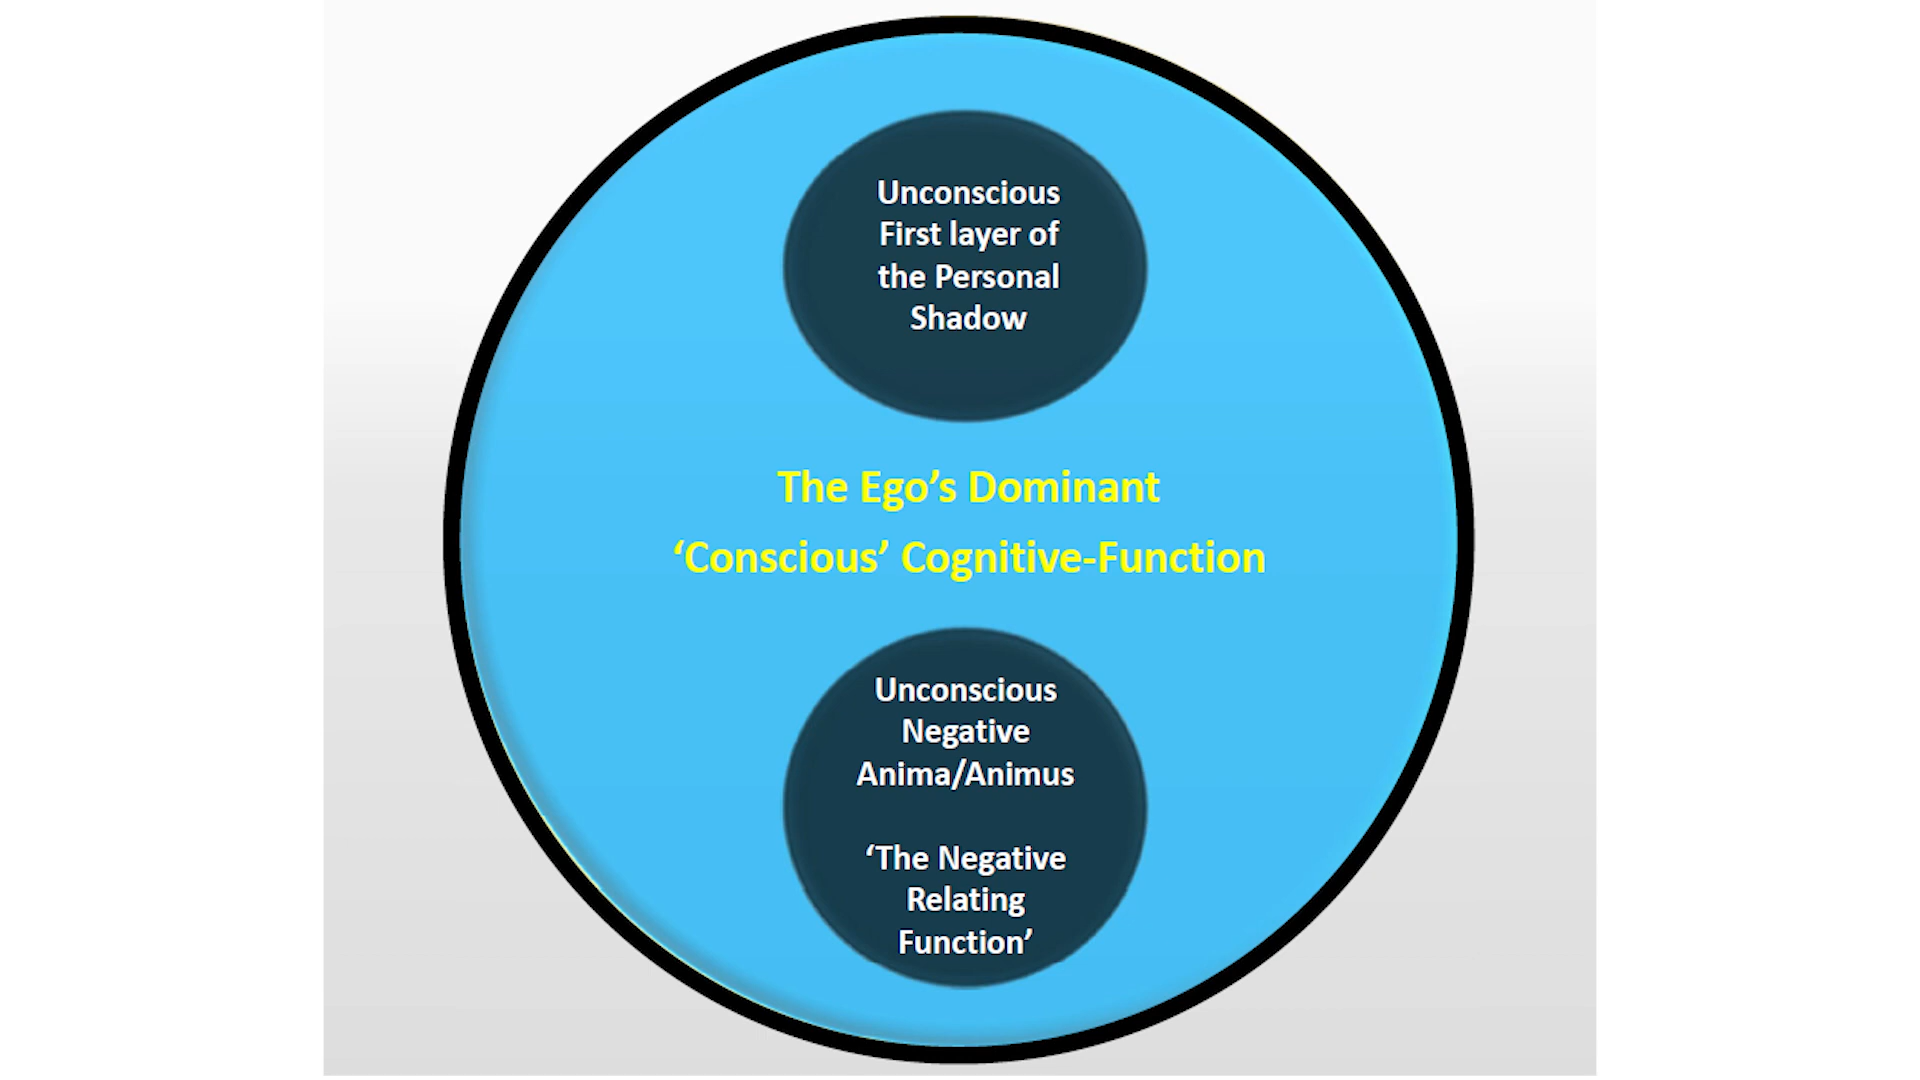 Unconscious
First layer of
the Personal
Shadow
The Ego’s Dominant
‘Conscious’ Cognitive-Function
Unconscious
Negative
Anima/Animus
‘The Negative
Relating
Function’